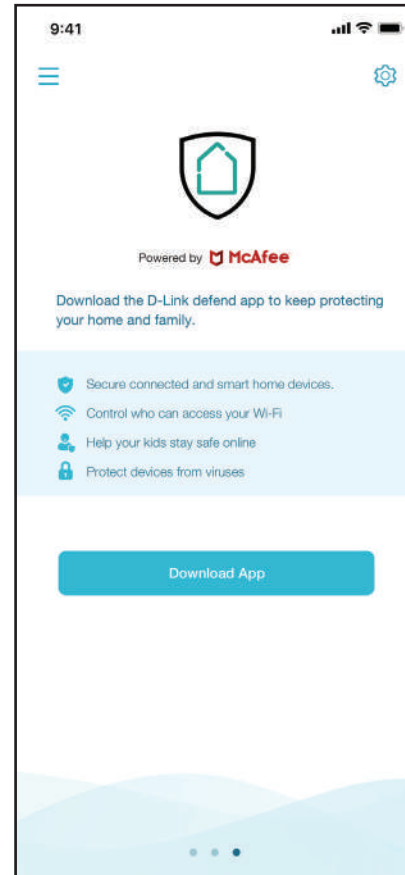 9:41
Powered by McAfee
Download the D-Link defend app to keep protecting
your home and family.
Secure connected and smart home devices.
Control who can access your Wi-Fi
Help your kids stay safe online
Protect devices from viruses
Download App